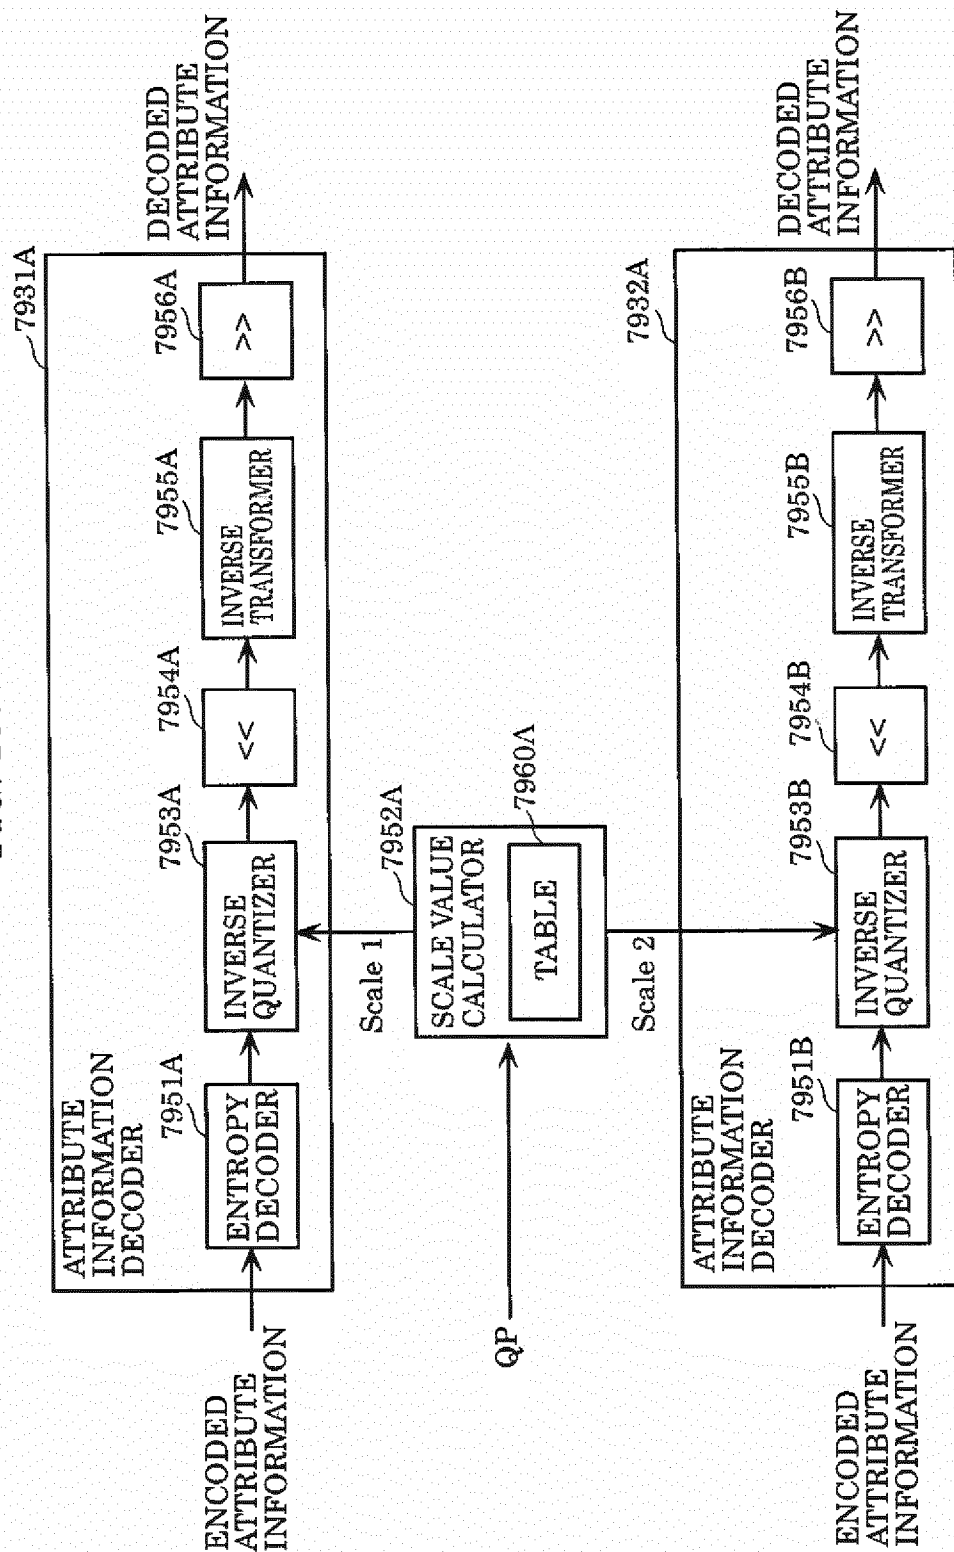 7931A
ATTRIBUTE
INFORMATION
DECODER
ENCODED
ATTRIBUTE
INFORMATION
7951A
ENTROPY
DECODER
7953A
INVERSE
QUANTIZER
7954A
<<
7955A
INVERSE
TRANSFORMER
7956A
>>
DECODED
ATTRIBUTE
INFORMATION
Scale 1
QP
7952A
SCALE VALUE
CALCULATOR
7960A
TABLE
Scale 2
7932A
ATTRIBUTE
INFORMATION
DECODER
ENCODED
ATTRIBUTE
INFORMATION
7951B
ENTROPY
DECODER
7953B
INVERSE
QUANTIZER
7954B
<<
7955B
INVERSE
TRANSFORMER
7956B
>>
DECODED
ATTRIBUTE
INFORMATION